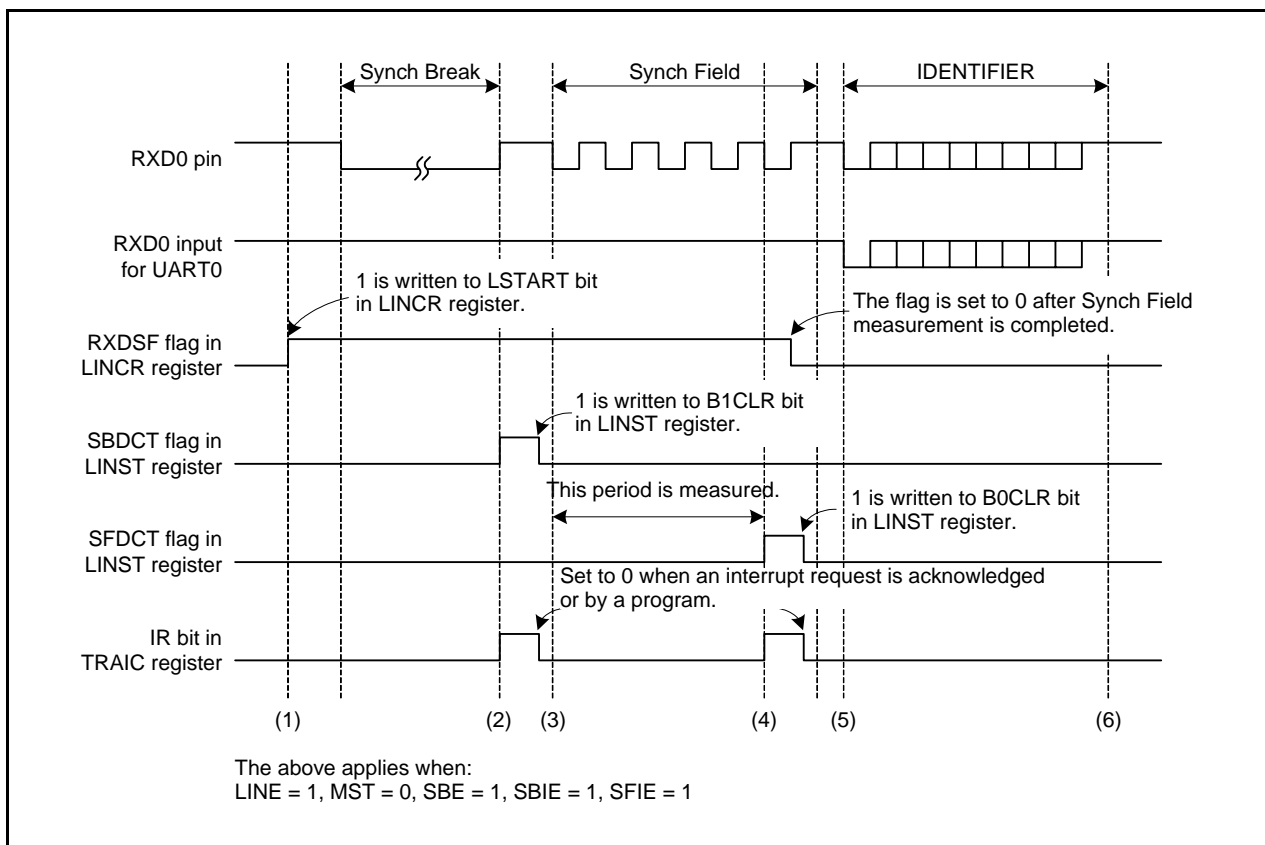 Synch Break
Synch Field
IDENTIFIER
RXD0 pin
RXD0 input
for UART0
1 is written to LSTART bit
in LINCR register.
The flag is set to 0 after Synch Field
measurement is completed.
RXDSF flag in
LINCR register
1 is written to B1CLR bit
in LINST register.
SBDCT flag in
LINST register
This period is measured.
1 is written to B0CLR bit
in LINST register.
SFDCT flag in
LINST register
Set to 0 when an interrupt request is acknowledged
or by a program.
IR bit in
TRAIC register
(1) (2) (3) (4) (5) (6)
The above applies when:
LINE = 1, MST = 0, SBE = 1, SBIE = 1, SFIE = 1